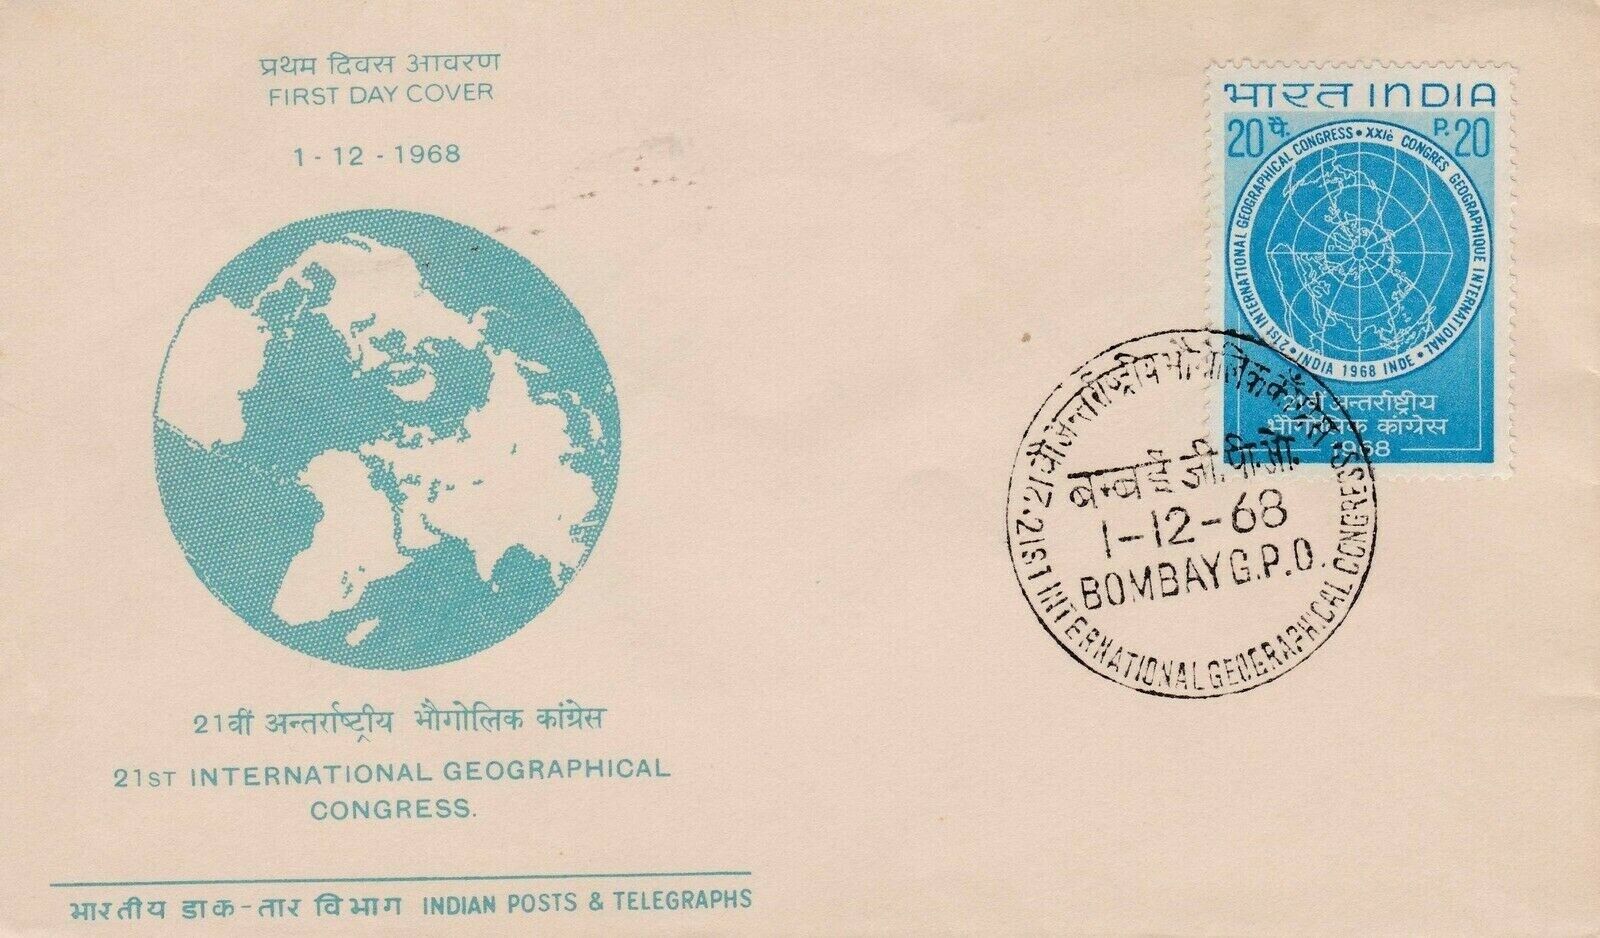 प्रथम दिवस आवरण
FIRST DAY COVER
1 - 12 - 1968
21वीं अन्तर्राष्ट्रीय भौगोलिक कांग्रेस
21ST INTERNATIONAL GEOGRAPHICAL
CONGRESS.
भारतीय डाक-तार विभाग INDIAN POSTS & TELEGRAPHS
भारत INDIA
20 पै. P. 20
21st INTERNATIONAL GEOGRAPHICAL CONGRESS • XXIè CONGRES GEOGRAPHIQUE INTERNATIONAL •
INDIA 1968 INDE
21वीं अन्तर्राष्ट्रीय
भौगोलिक कांग्रेस
1968
21वीं अन्तर्राष्ट्रीय भौगोलिक काँग्रेस
बम्बई जी.पी.ओ.
1-12-68
BOMBAY G.P.O.
21ST INTERNATIONAL GEOGRAPHICAL CONGRESS